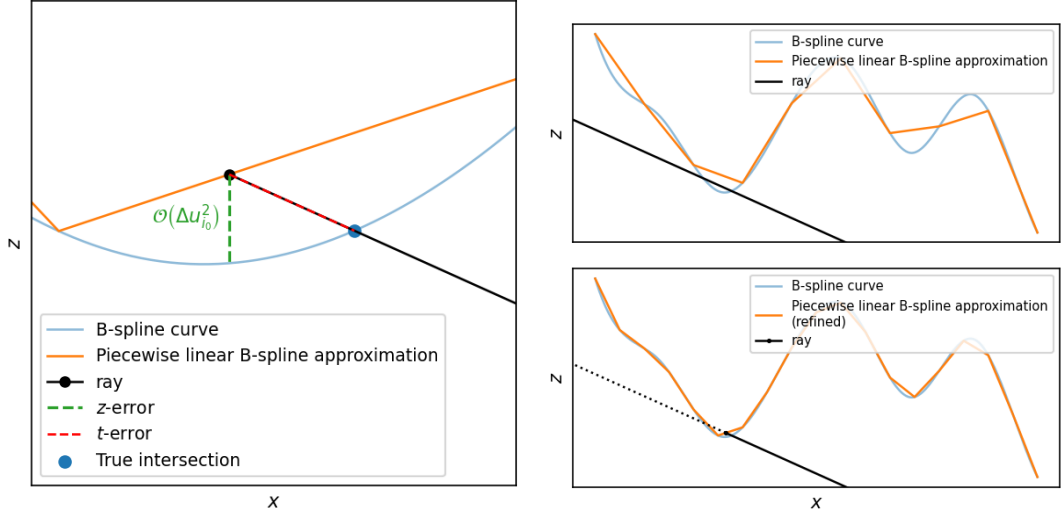 z
𝒪(Δu²_{i₀})
B-spline curve
Piecewise linear B-spline approximation
ray
z-error
t-error
True intersection
x
z
B-spline curve
Piecewise linear B-spline approximation
ray
z
B-spline curve
Piecewise linear B-spline approximation
(refined)
ray
x